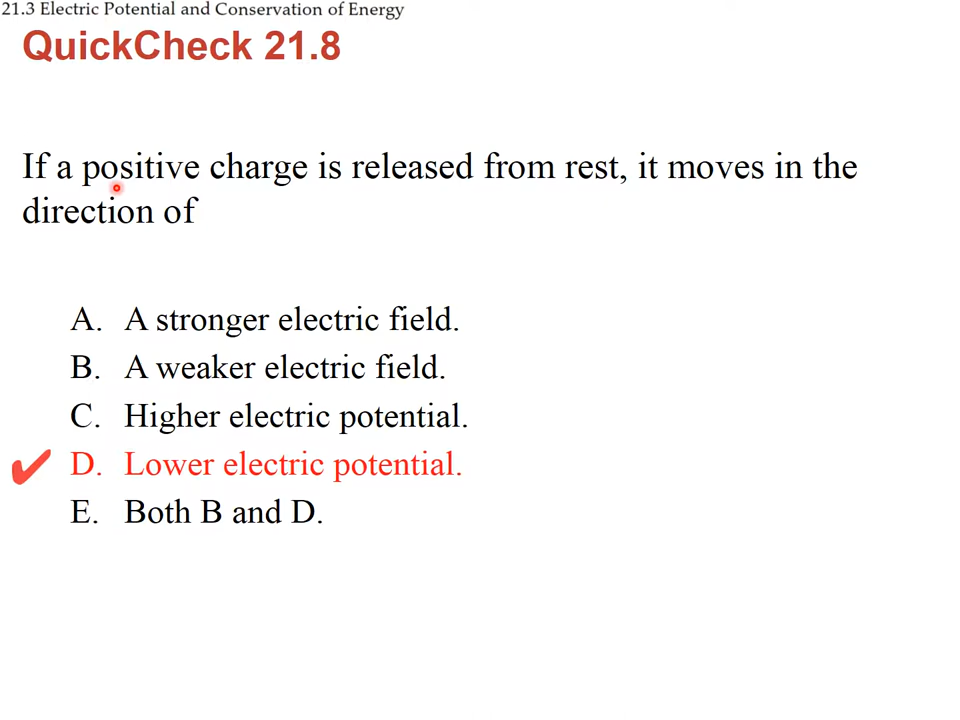 21.3 Electric Potential and Conservation of Energy
QuickCheck 21.8
If a positive charge is released from rest, it moves in the
direction of
A. A stronger electric field.
B. A weaker electric field.
C. Higher electric potential.
D. Lower electric potential.
E. Both B and D.